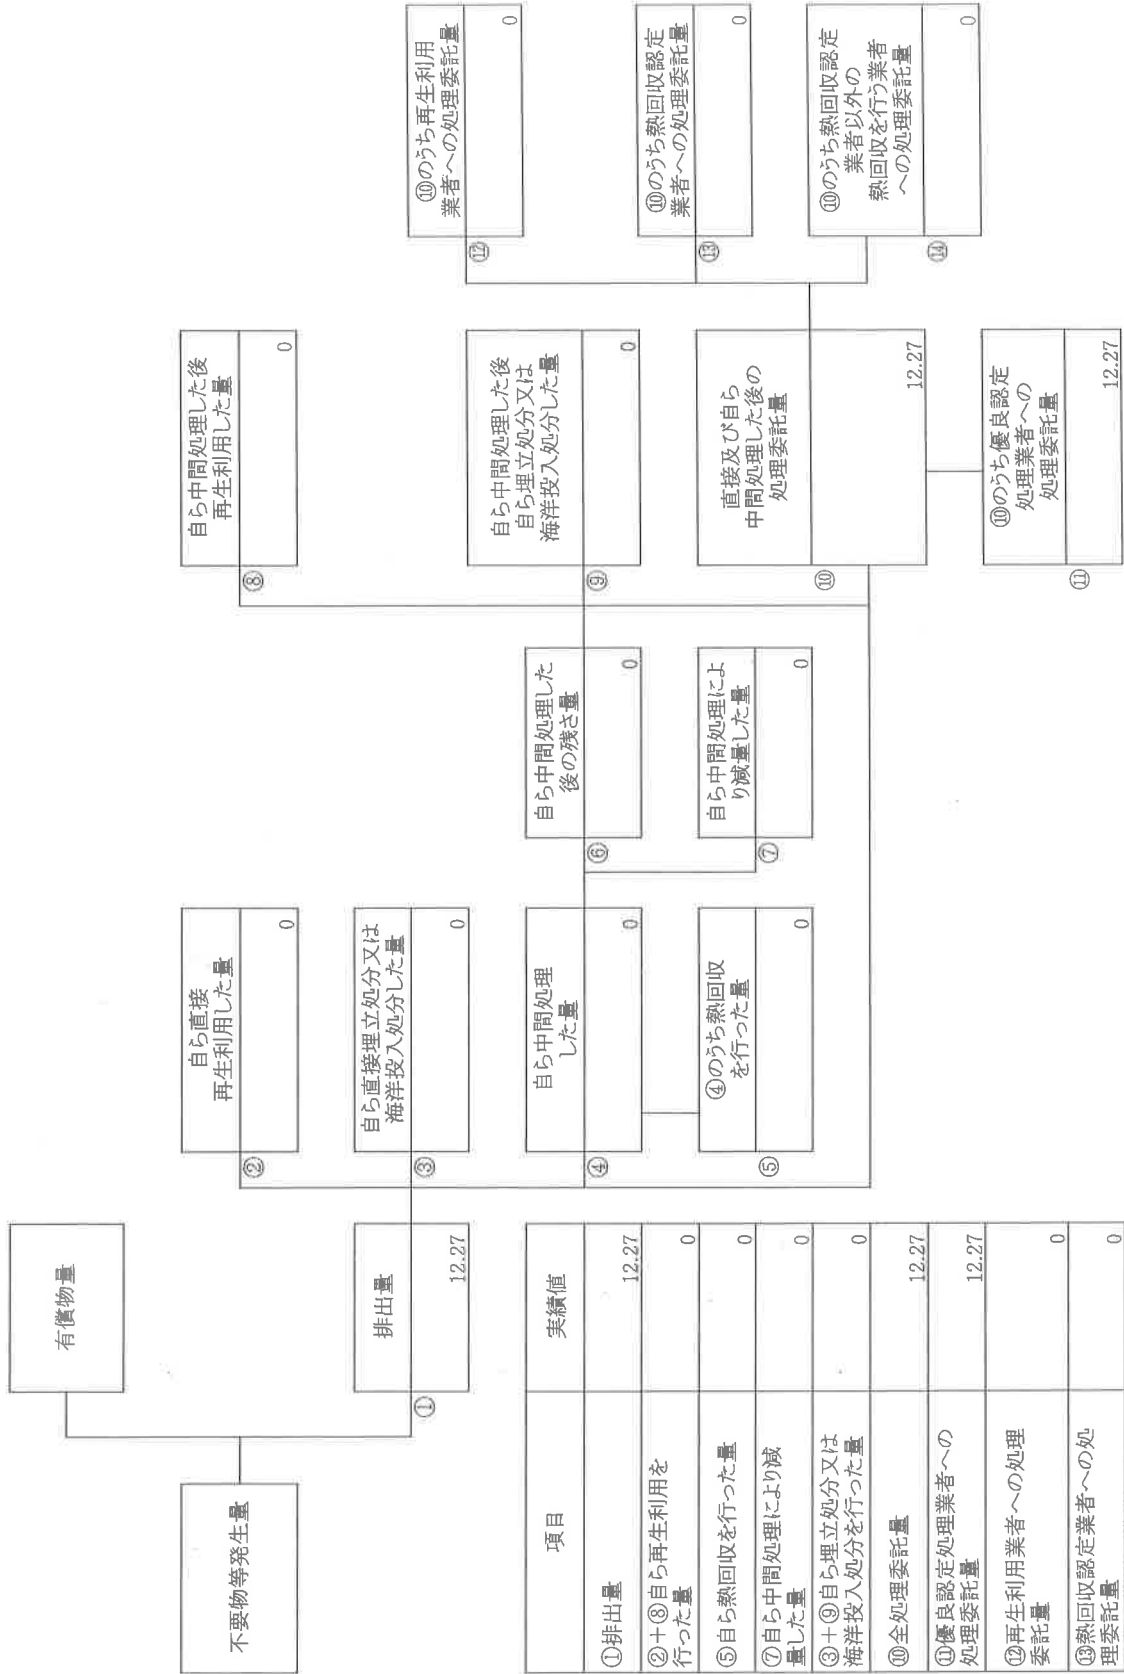 不要物等発生量
有償物量
排出量
①
12.27
自ら直接
再生利用した量
②
0
自ら直接埋立処分又は
海洋投入処分した量
③
0
自ら中間処理
した量
④
0
④のうち熱回収
を行った量
⑤
0
自ら中間処理した
後の残さ量
⑥
0
自ら中間処理によ
り減量した量
⑦
0
自ら中間処理した後
再生利用した量
⑧
0
自ら中間処理した後
自ら埋立処分又は
海洋投入処分した量
⑨
0
直接及び自ら
中間処理した後の
処理委託量
⑩
12.27
⑩のうち優良認定
処理業者への
処理委託量
⑪
12.27
⑩のうち再生利用
業者への処理委託量
⑫
0
⑩のうち熱回収認定
業者への処理委託量
⑬
0
⑩のうち熱回収認定
業者以外の
熱回収を行う業者
への処理委託量
⑭
0
項目 実績値
①排出量 12.27
②＋⑧自ら再生利用を
行った量 0
⑤自ら熱回収を行った量 0
⑦自ら中間処理により減
量した量 0
③＋⑨自ら埋立処分又は
海洋投入処分を行った量 0
⑩全処理委託量 12.27
⑪優良認定処理業者への
処理委託量 12.27
⑫再生利用業者への処理
委託量 0
⑬熱回収認定業者への処
理委託量 0